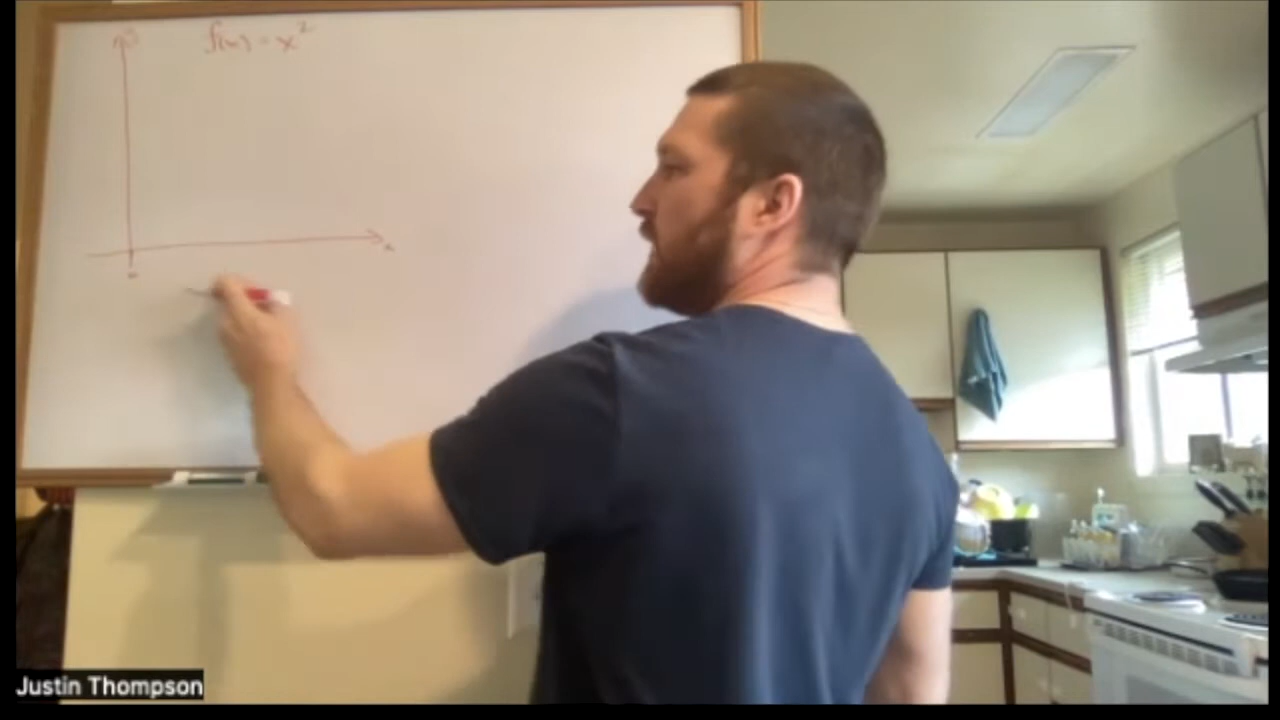 f(x) = x²
x
Justin Thompson